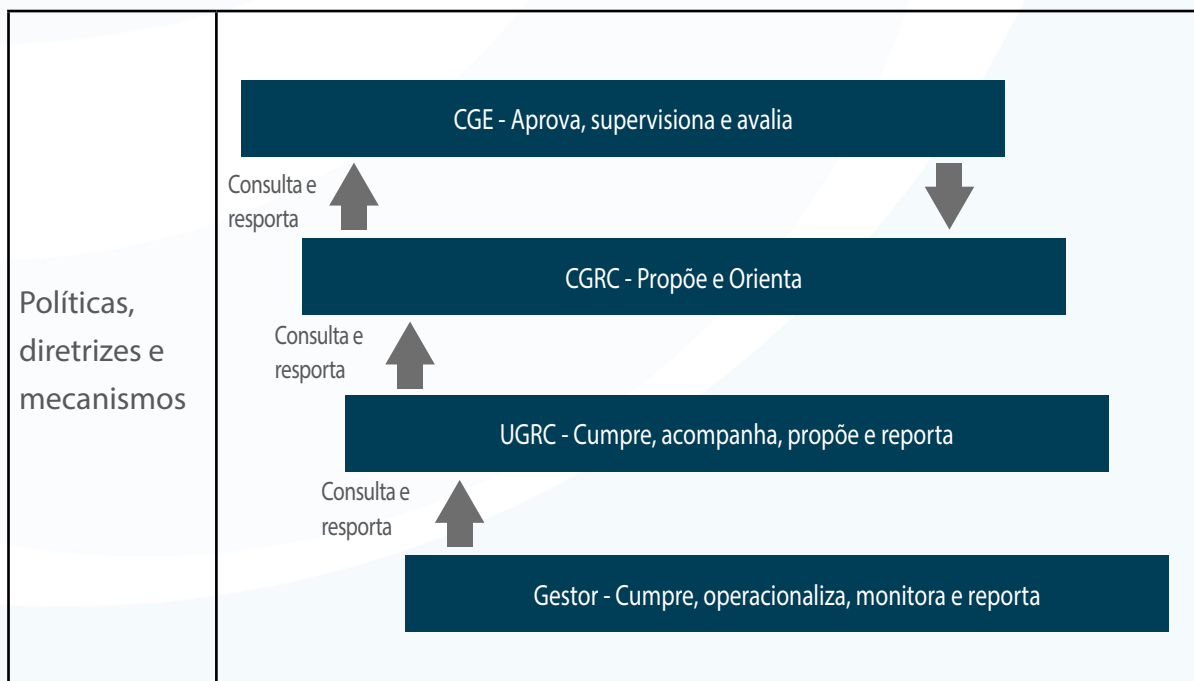 CGE - Aprova, supervisiona e avalia
Consulta e
resporta
CGRC - Propõe e Orienta
Políticas,
diretrizes e
mecanismos
Consulta e
resporta
UGRC - Cumpre, acompanha, propõe e reporta
Consulta e
resporta
Gestor - Cumpre, operacionaliza, monitora e reporta